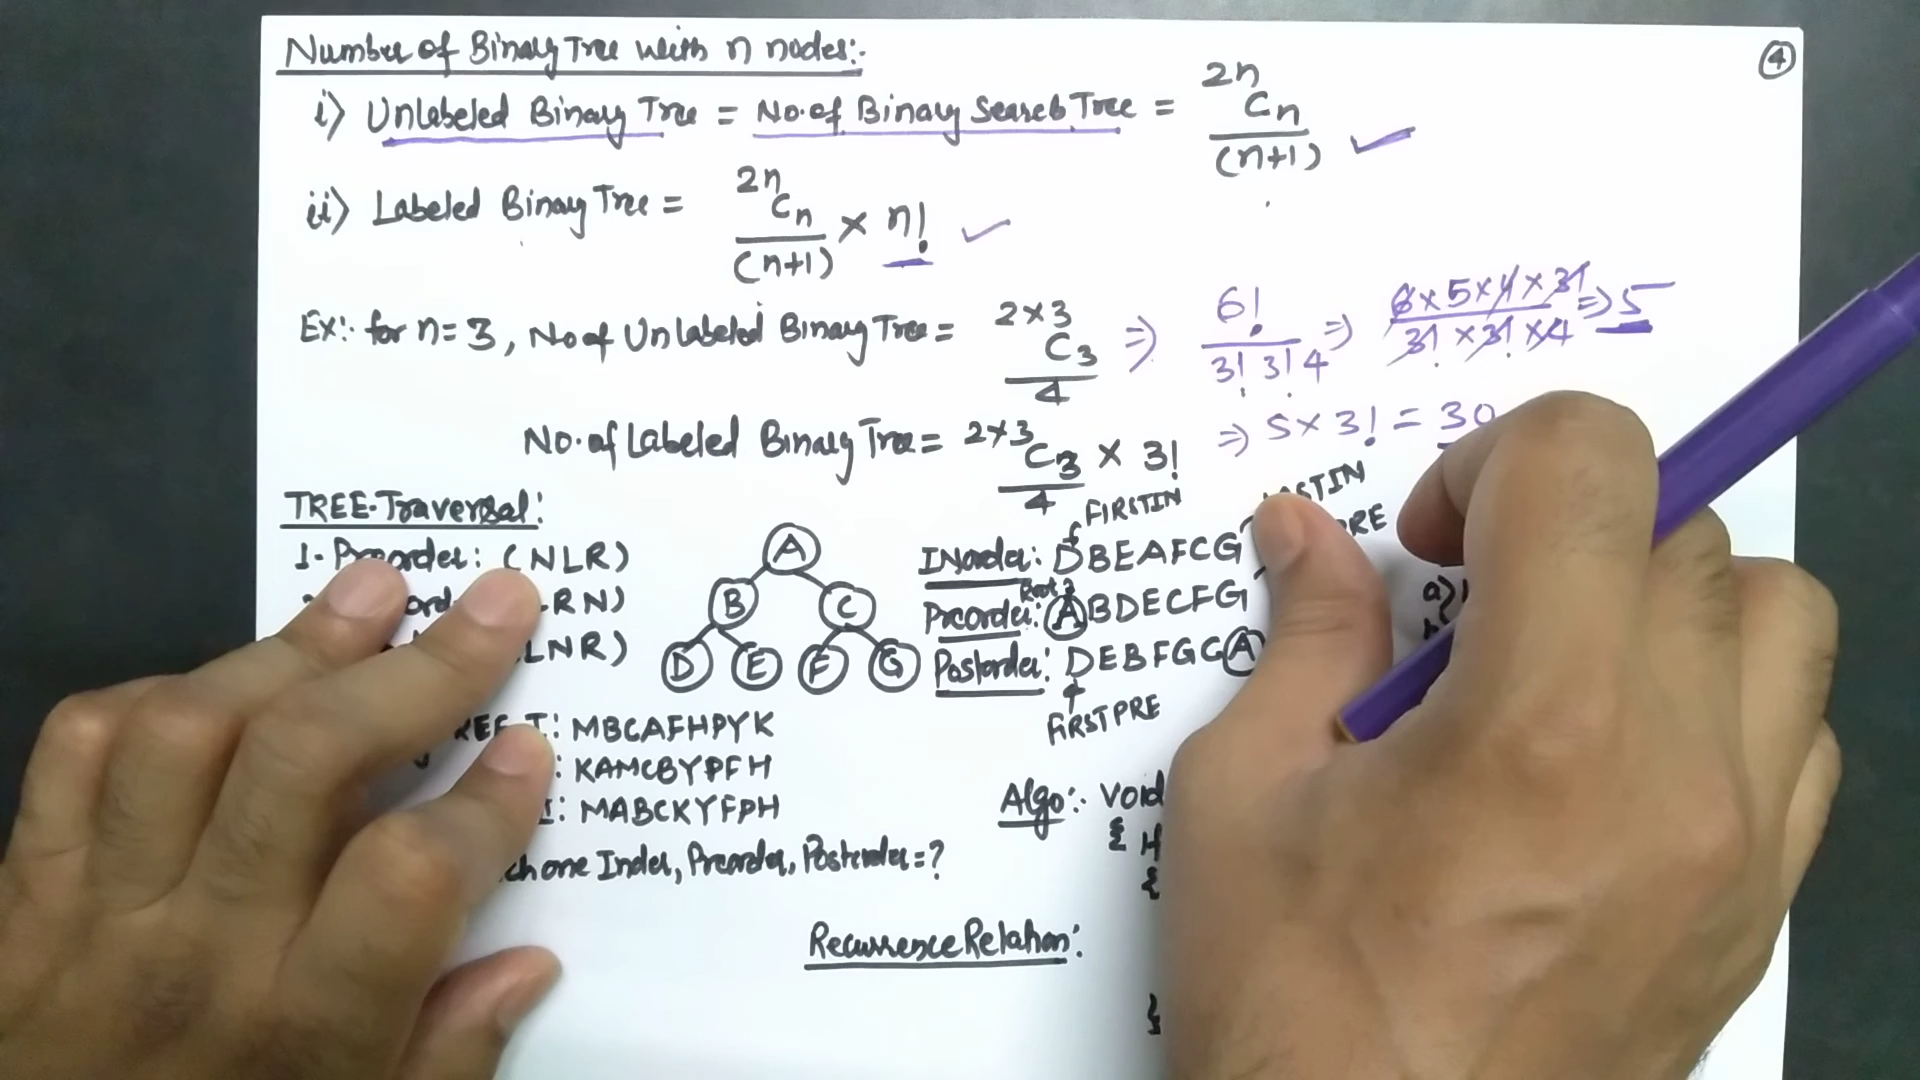 Number of Binary Tree with n nodes:-
④
i) Unlabeled Binary Tree = No. of Binary Search Tree = 2nCn / (n+1) ✓
ii) Labeled Binary Tree = 2nCn / (n+1) × n! ✓
Ex:- for n=3, No of Unlabeled Binary Tree = 2×3C3 / 4 ⇒ 6! / 3! 3! 4 ⇒ 6×5×4×3! / 3!×3!×4 ⇒ 5
No. of Labeled Binary Tree = 2×3C3 / 4 × 3! ⇒ 5×3! = 30
TREE-Traversal:
1. Preorder: (NLR)
RN)
LNR)
A
B C
D E F G
FIRSTIN
INorder: DBEAFCG
Root
Preorder: ABDECFG
Postorder: DEBFGCA
FIRSTPRE
a)
I: MBCAFHPYK
: KAMCBYPFH
I: MABCKYFPH
one Inder, Preorder, Postorder=?
Algo:- Void
{
{
Recurrence Relation:
}